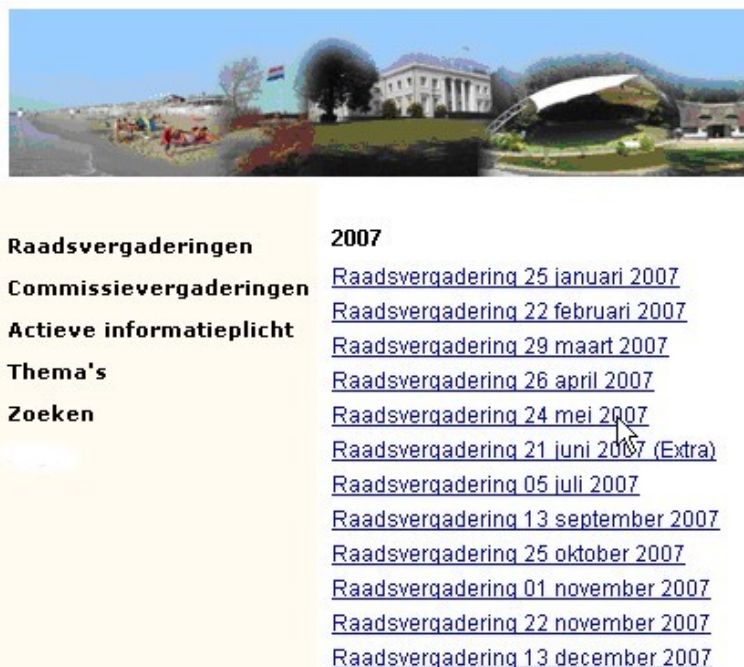 Raadsvergaderingen
Commissievergaderingen
Actieve informatieplicht
Thema's
Zoeken
2007
Raadsvergadering 25 januari 2007
Raadsvergadering 22 februari 2007
Raadsvergadering 29 maart 2007
Raadsvergadering 26 april 2007
Raadsvergadering 24 mei 2007
Raadsvergadering 21 juni 2007 (Extra)
Raadsvergadering 05 juli 2007
Raadsvergadering 13 september 2007
Raadsvergadering 25 oktober 2007
Raadsvergadering 01 november 2007
Raadsvergadering 22 november 2007
Raadsvergadering 13 december 2007